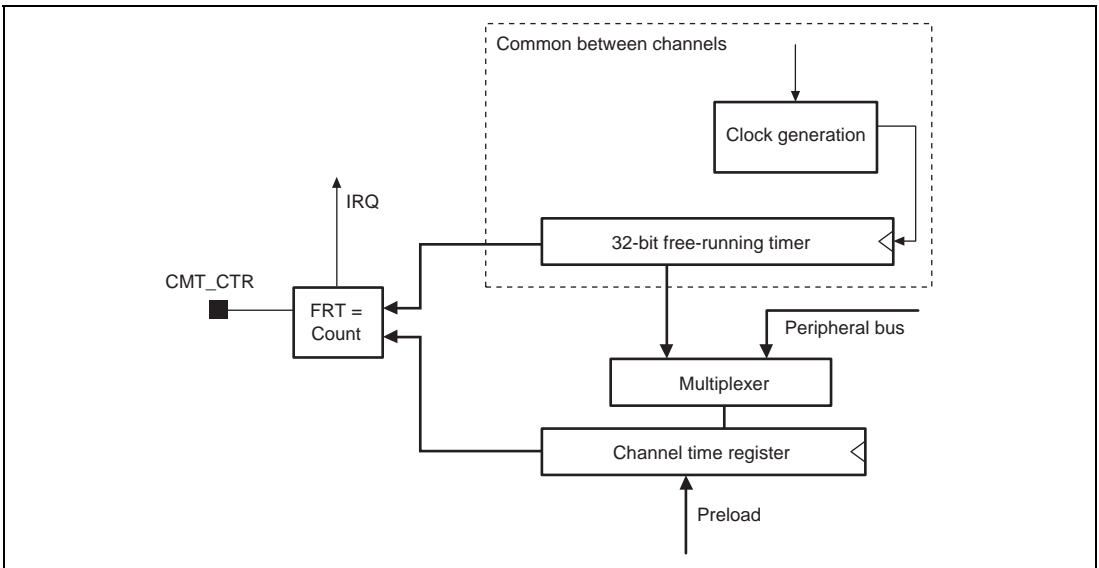 Common between channels
Clock generation
IRQ
32-bit free-running timer
CMT_CTR
FRT =
Count
Peripheral bus
Multiplexer
Channel time register
Preload